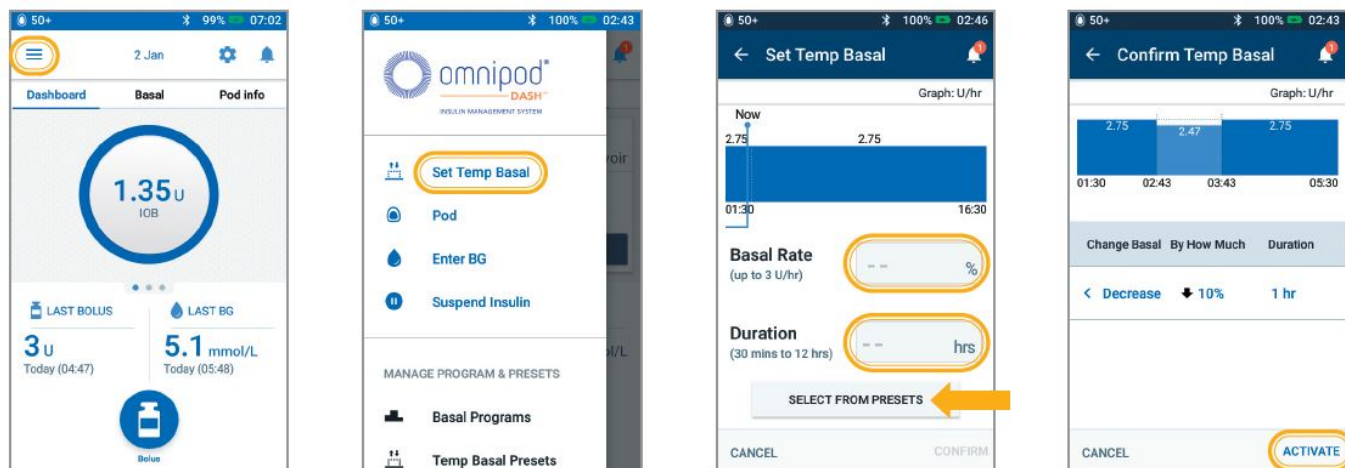 50+ 99% 07:02
2 Jan
Dashboard Basal Pod info
1.35 U
IOB
LAST BOLUS LAST BG
3 U 5.1 mmol/L
Today (04:47) Today (05:48)
Bolus
50+ 100% 02:43
1
omnipod®
DASH™
INSULIN MANAGEMENT SYSTEM
Set Temp Basal
Pod
Enter BG
Suspend Insulin
MANAGE PROGRAM & PRESETS
Basal Programs
Temp Basal Presets
50+ 100% 02:46
Set Temp Basal 1
Graph: U/hr
Now
2.75 2.75
01:30 16:30
Basal Rate
(up to 3 U/hr) -- %
Duration
(30 mins to 12 hrs) -- hrs
SELECT FROM PRESETS
CANCEL CONFIRM
50+ 100% 02:43
Confirm Temp Basal 1
Graph: U/hr
2.75 2.47 2.75
01:30 02:43 03:43 05:30
Change Basal By How Much Duration
Decrease 10% 1 hr
CANCEL ACTIVATE